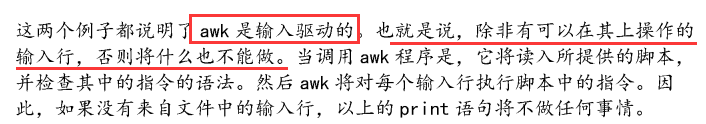 这两个例子都说明了 awk 是输入驱动的。也就是说，除非有可以在其上操作的
输入行，否则将什么也不能做。当调用 awk 程序是，它将读入所提供的脚本，
并检查其中的指令的语法。然后 awk 将对每个输入行执行脚本中的指令。因
此，如果没有来自文件中的输入行，以上的 print 语句将不做任何事情。